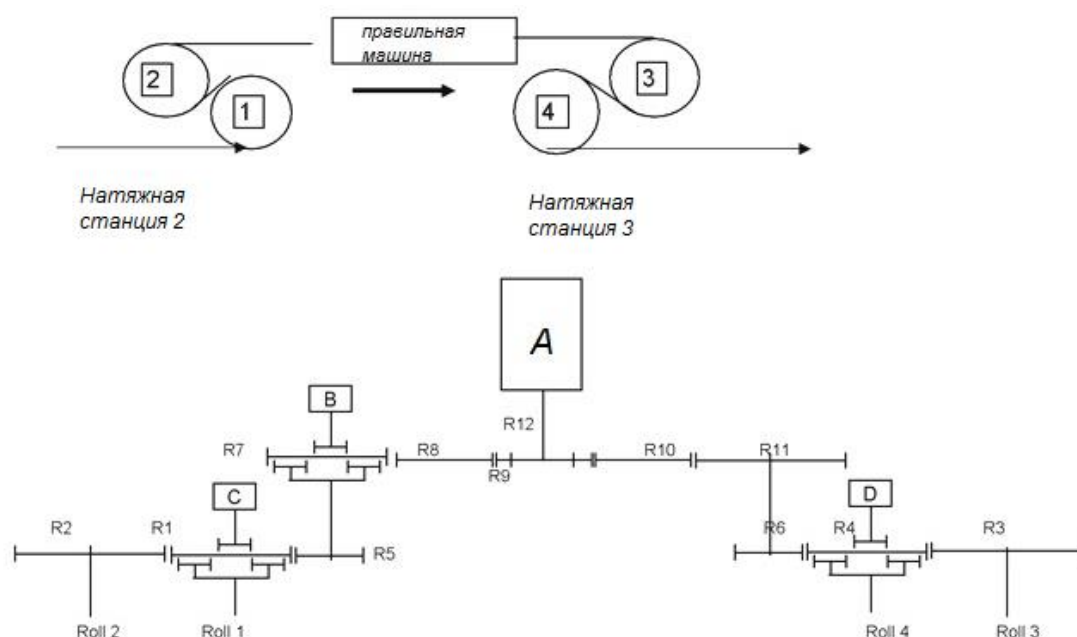 правильная
машина
2
3
1
4
Натяжная
станция 2
Натяжная
станция 3
A
B
R12
R7
R8
R10
R11
R9
C
D
R2
R1
R6
R4
R3
R5
Roll 2
Roll 1
Roll 4
Roll 3